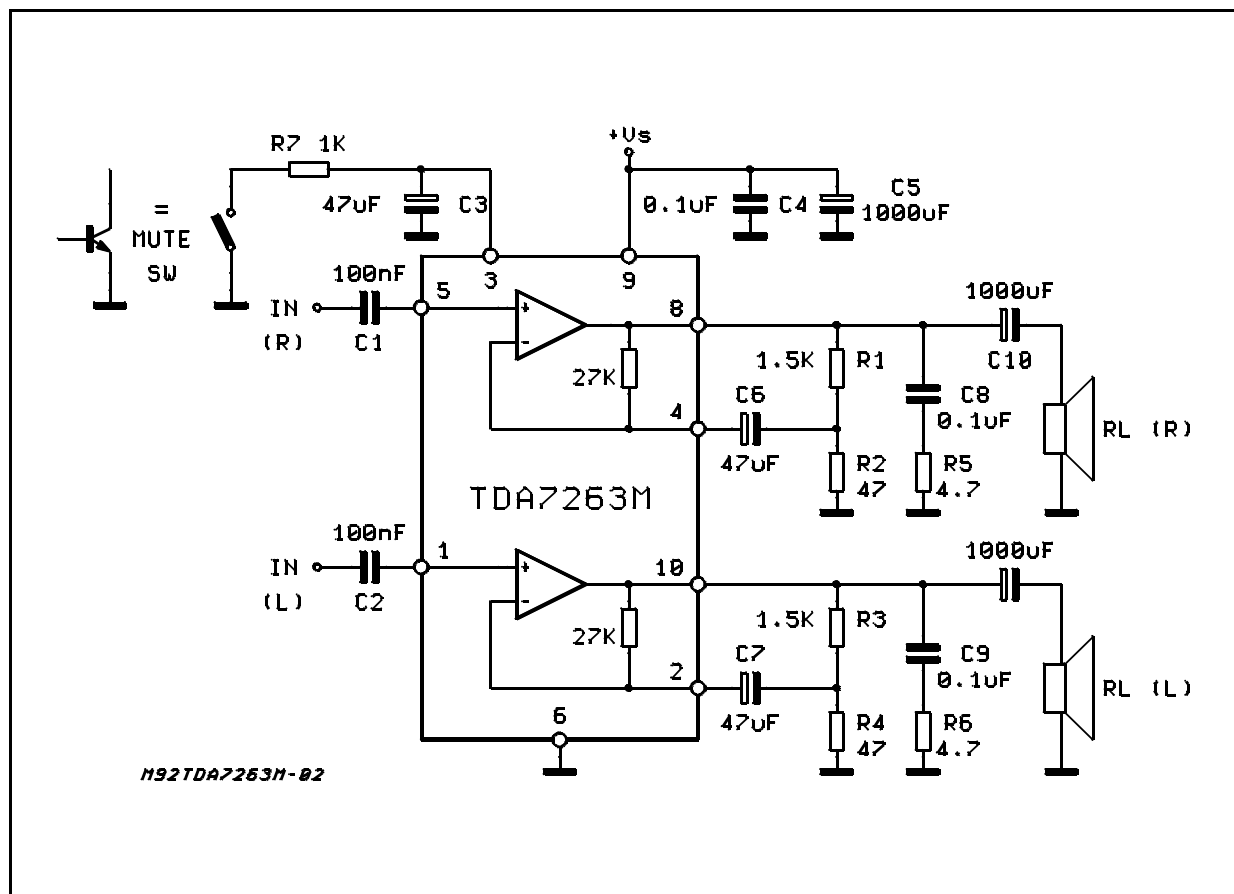 R7 1K
+Vs
47uF
C3
0.1uF
C4
C5
1000uF
=
MUTE
SW
3
9
100nF
IN
(R)
C1
5
8
1000uF
C10
+
-
27K
1.5K
R1
C8
0.1uF
4
C6
47uF
RL (R)
R2
47
R5
4.7
TDA7263M
100nF
IN
(L)
C2
1
10
1000uF
+
-
27K
1.5K
R3
C9
0.1uF
2
C7
47uF
RL (L)
6
R4
47
R6
4.7
M92TDA7263M-02